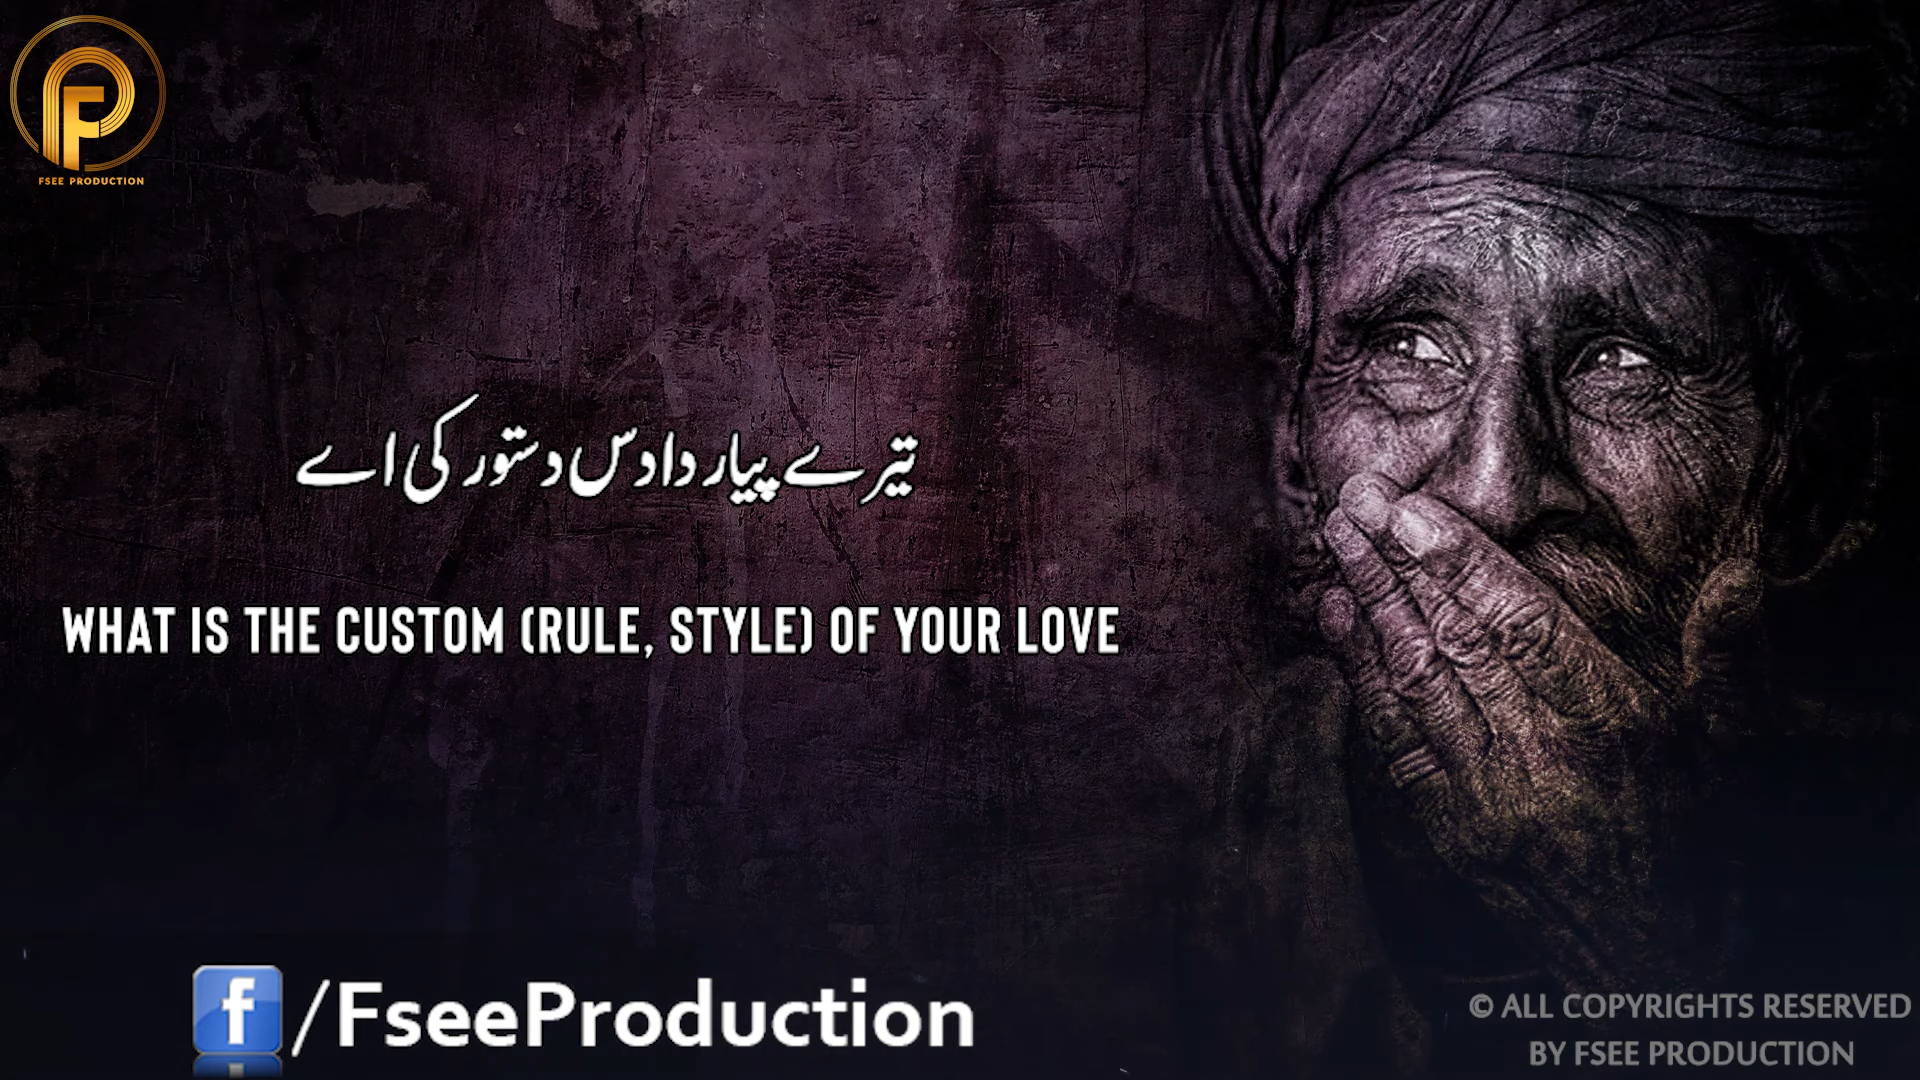 FSEE PRODUCTION
تیرے پیار دا دس دستور کی اے
WHAT IS THE CUSTOM (RULE, STYLE) OF YOUR LOVE
f/FseeProduction
© ALL COPYRIGHTS RESERVED
BY FSEE PRODUCTION